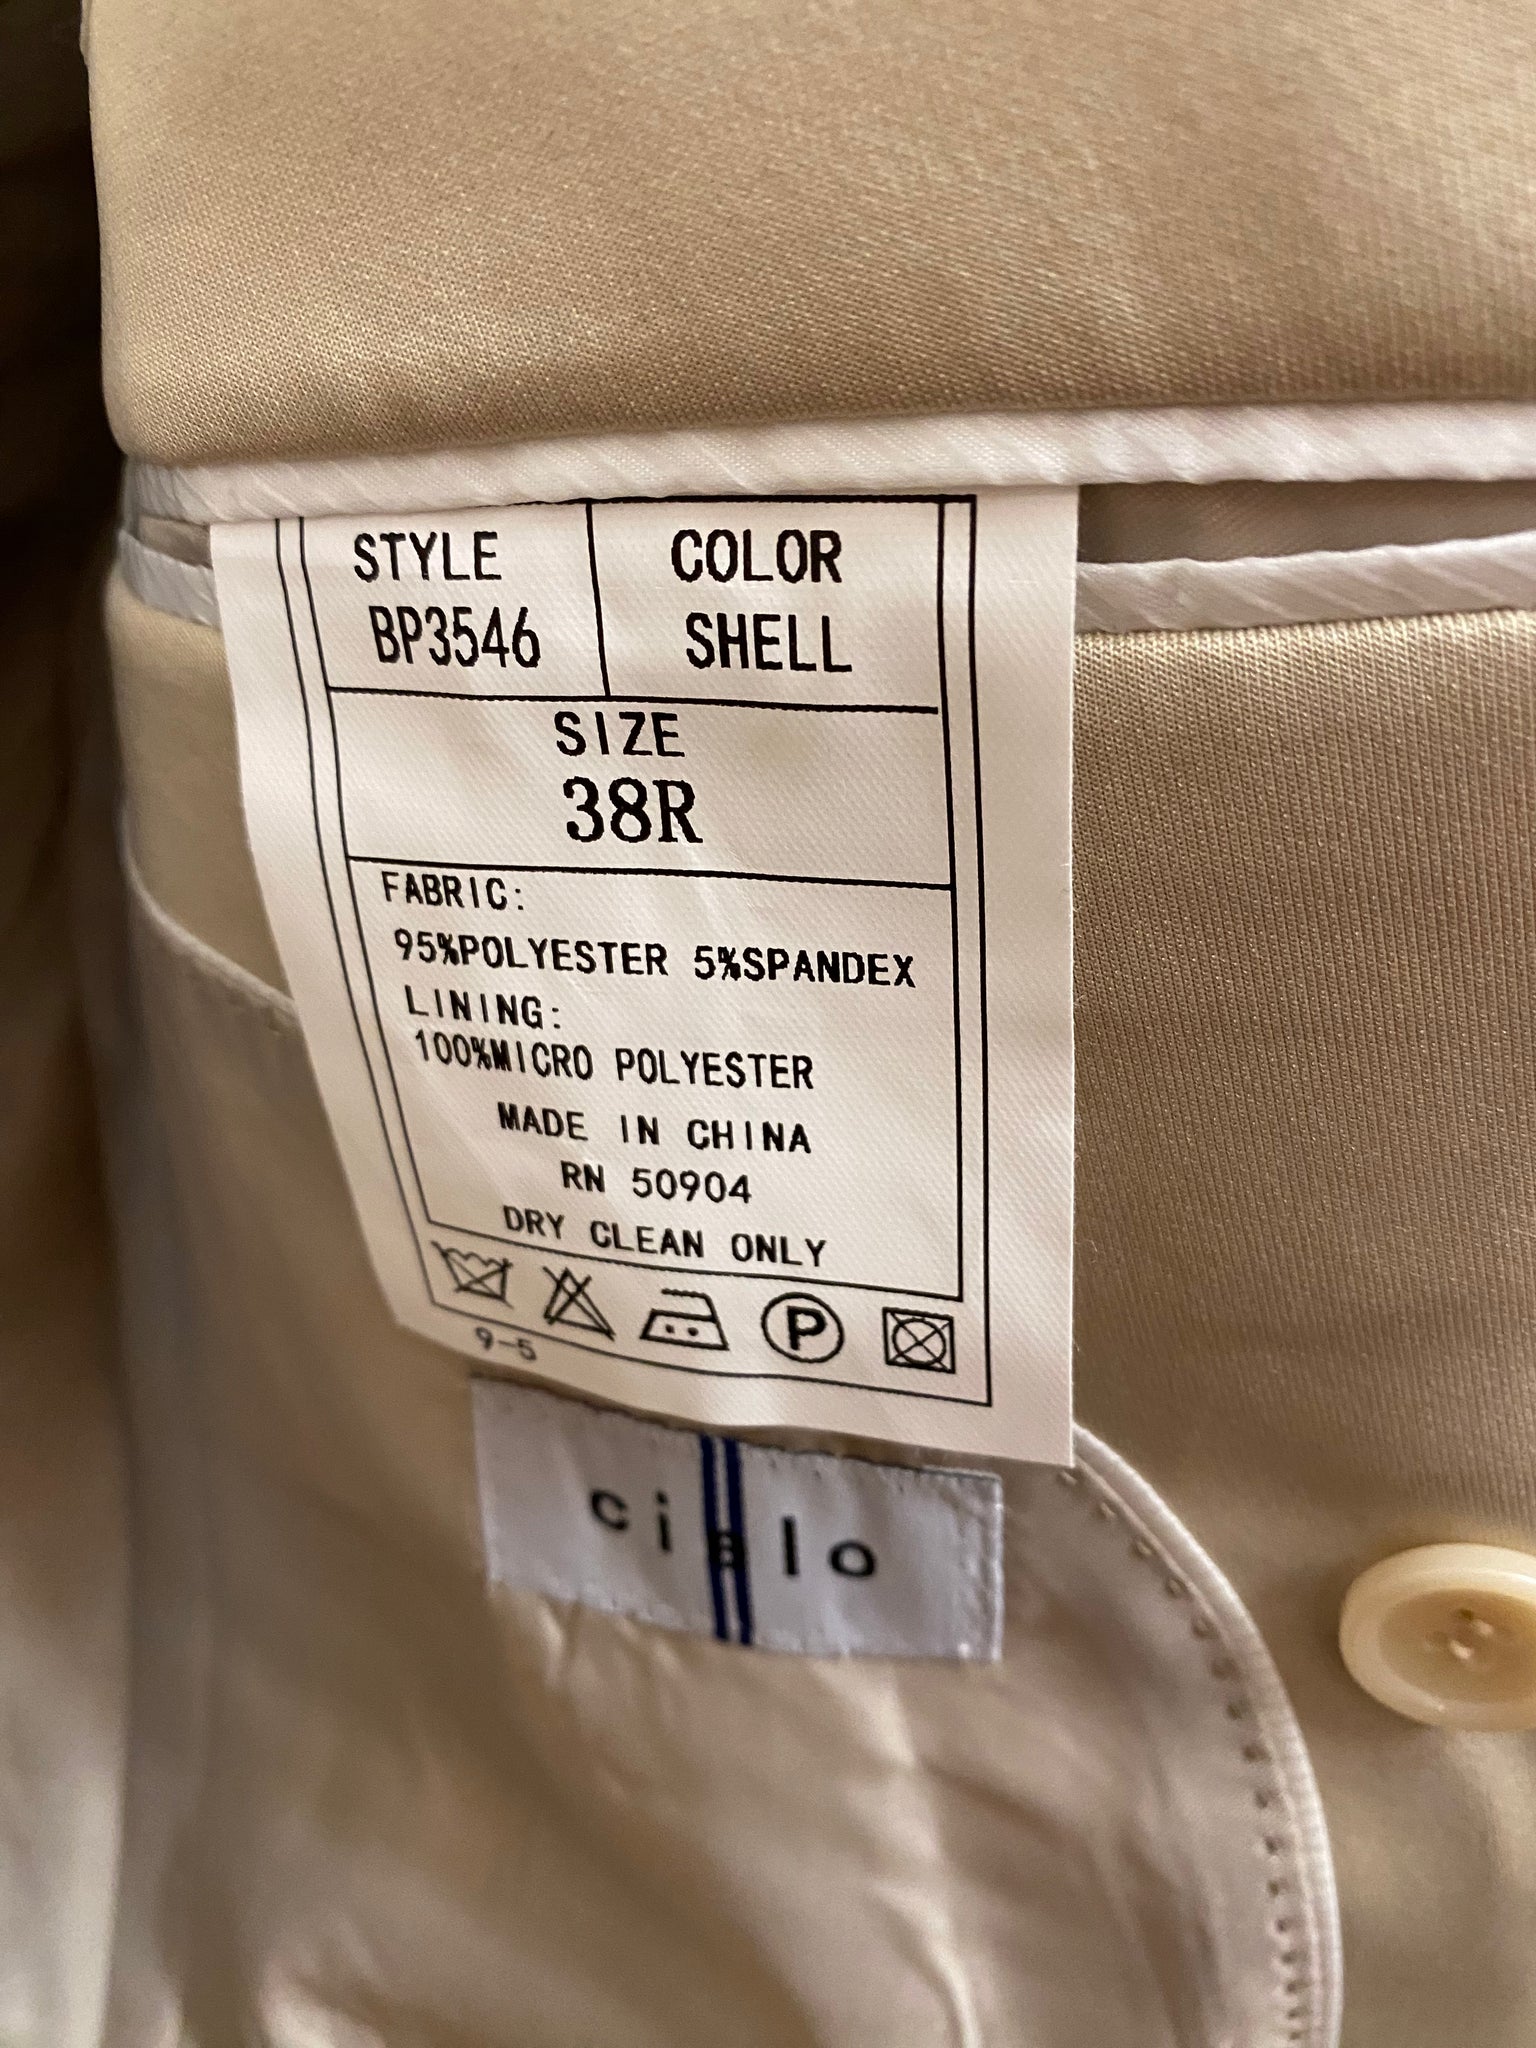 STYLE COLOR
BP3546 SHELL
SIZE
38R
FABRIC:
95%POLYESTER 5%SPANDEX
LINING:
100%MICRO POLYESTER
MADE IN CHINA
RN 50904
DRY CLEAN ONLY
P
9-5
cialo